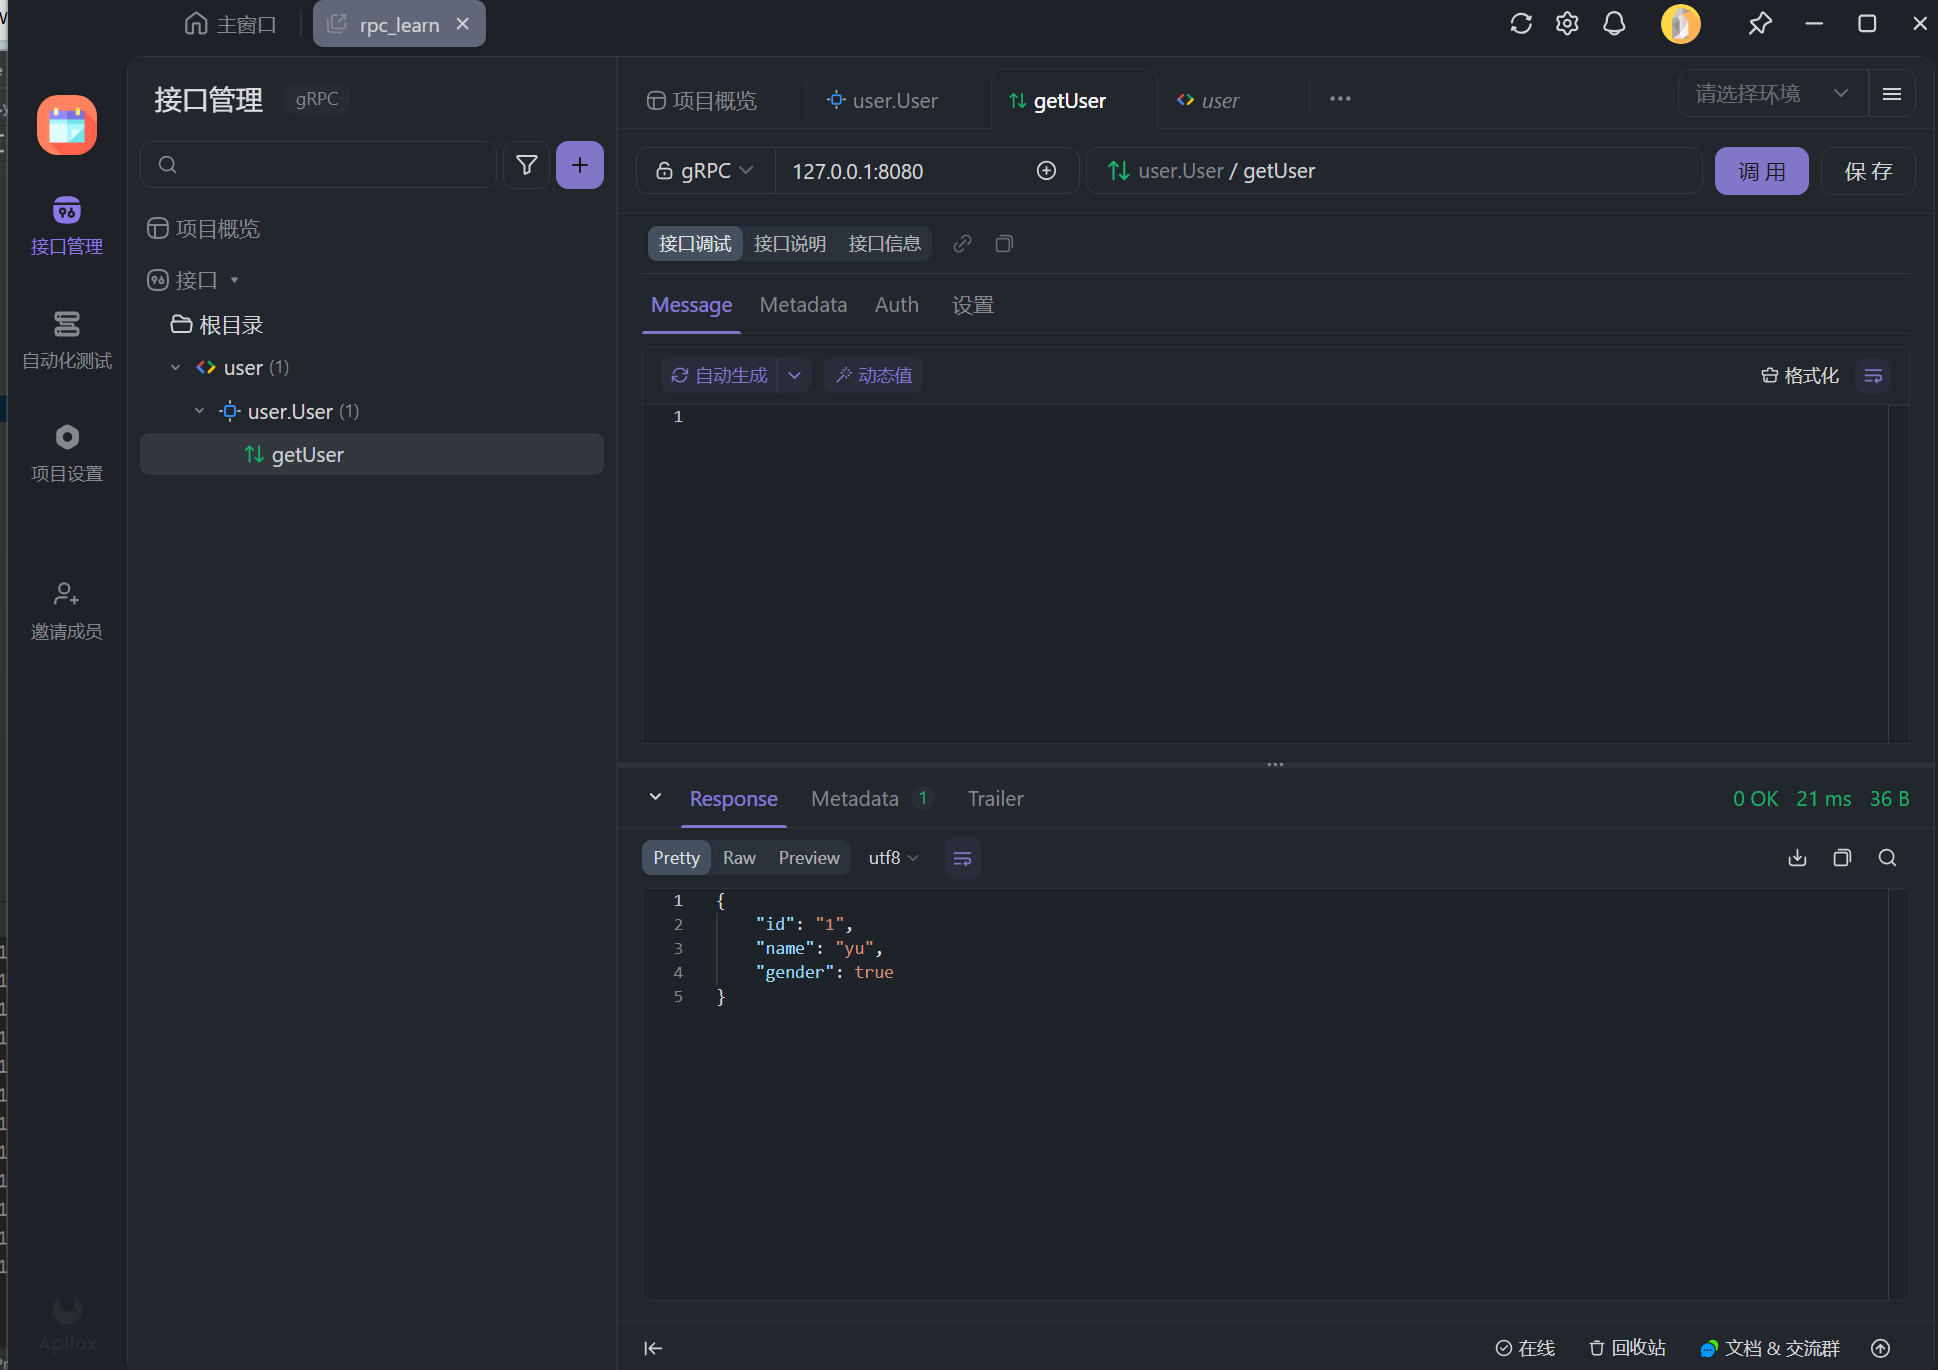 主窗口
rpc_learn
接口管理 gRPC
项目概览
user.User
getUser
user
请选择环境
gRPC
127.0.0.1:8080
user.User / getUser
调 用
保 存
接口管理
自动化测试
项目设置
邀请成员
Apifox
项目概览
接口
根目录
user (1)
user.User (1)
getUser
接口调试 接口说明 接口信息
Message Metadata Auth 设置
自动生成 动态值 格式化
1
Response Metadata 1 Trailer
0 OK 21 ms 36 B
Pretty Raw Preview utf8
1 {
2 "id": "1",
3 "name": "yu",
4 "gender": true
5 }
在线 回收站 文档 & 交流群